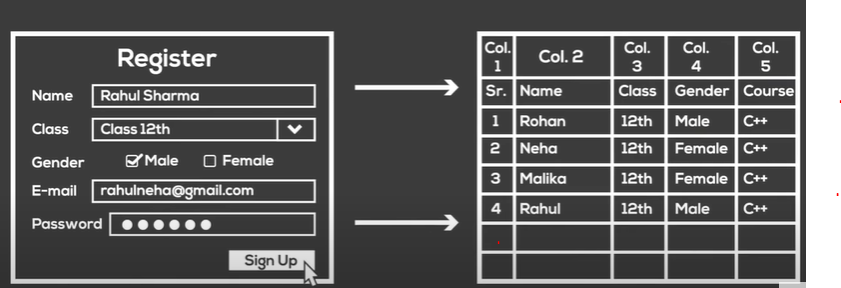 Register
Name Rahul Sharma
Class Class 12th
Gender Male Female
E-mail rahulneha@gmail.com
Password
Sign Up
Col. 1 Col. 2 Col. 3 Col. 4 Col. 5
Sr. Name Class Gender Course
1 Rohan 12th Male C++
2 Neha 12th Female C++
3 Malika 12th Female C++
4 Rahul 12th Male C++